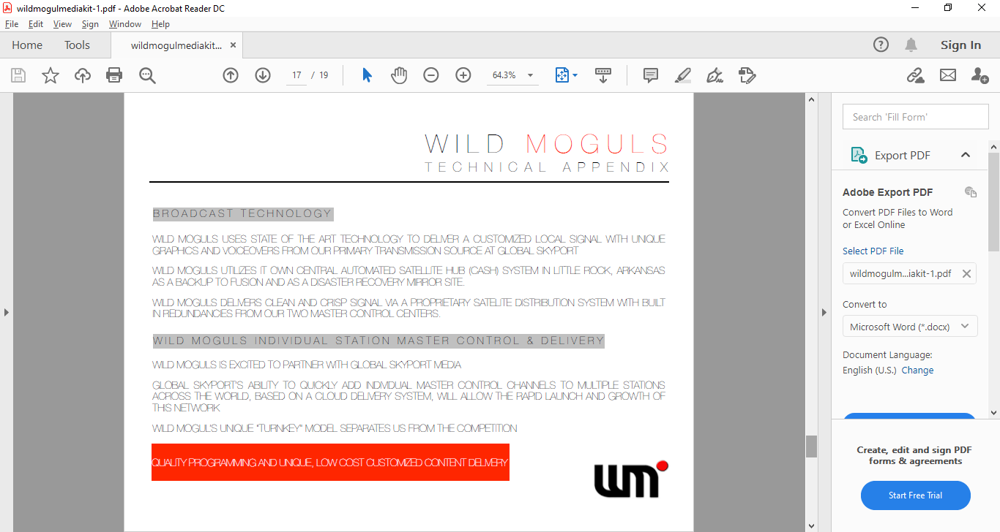 wildmogulmediakit-1.pdf - Adobe Acrobat Reader DC
File Edit View Sign Window Help
Home Tools wildmogulmediakit... × Sign In
17 / 19 64.3%
WILD MOGULS
TECHNICAL APPENDIX
BROADCAST TECHNOLOGY
WILD MOGULS USES STATE OF THE ART TECHNOLOGY TO DELIVER A CUSTOMIZED LOCAL SIGNAL WITH UNIQUE
GRAPHICS AND VOICEOVERS FROM OUR PRIMARY TRANSMISSION SOURCE AT GLOBAL SKYPORT
WILD MOGULS UTILIZES IT OWN CENTRAL AUTOMATED SATELLITE HUB (CASH) SYSTEM IN LITTLE ROCK, ARKANSAS
AS A BACKUP TO FUSION AND AS A DISASTER RECOVERY MIRROR SITE.
WILD MOGULS DELIVERS CLEAN AND CRISP SIGNAL VIA A PROPRIETARY SATELITE DISTRIBUTION SYSTEM WITH BUILT
IN REDUNDANCIES FROM OUR TWO MASTER CONTROL CENTERS.
WILD MOGULS INDIVIDUAL STATION MASTER CONTROL & DELIVERY
WILD MOGULS IS EXCITED TO PARTNER WITH GLOBAL SKYPORT MEDIA
GLOBAL SKYPORT'S ABILITY TO QUICKLY ADD INDIVIDUAL MASTER CONTROL CHANNELS TO MULTIPLE STATIONS
ACROSS THE WORLD, BASED ON A CLOUD DELIVERY SYSTEM, WILL ALLOW THE RAPID LAUNCH AND GROWTH OF
THIS NETWORK
WILD MOGUL'S UNIQUE "TURNKEY" MODEL SEPARATES US FROM THE COMPETITION
QUALITY PROGRAMMING AND UNIQUE, LOW COST CUSTOMIZED CONTENT DELIVERY
wm
Search 'Fill Form'
Export PDF
Adobe Export PDF
Convert PDF Files to Word
or Excel Online
Select PDF File
wildmogulm...iakit-1.pdf
Convert to
Microsoft Word (*.docx)
Document Language:
English (U.S.) Change
Create, edit and sign PDF
forms & agreements
Start Free Trial